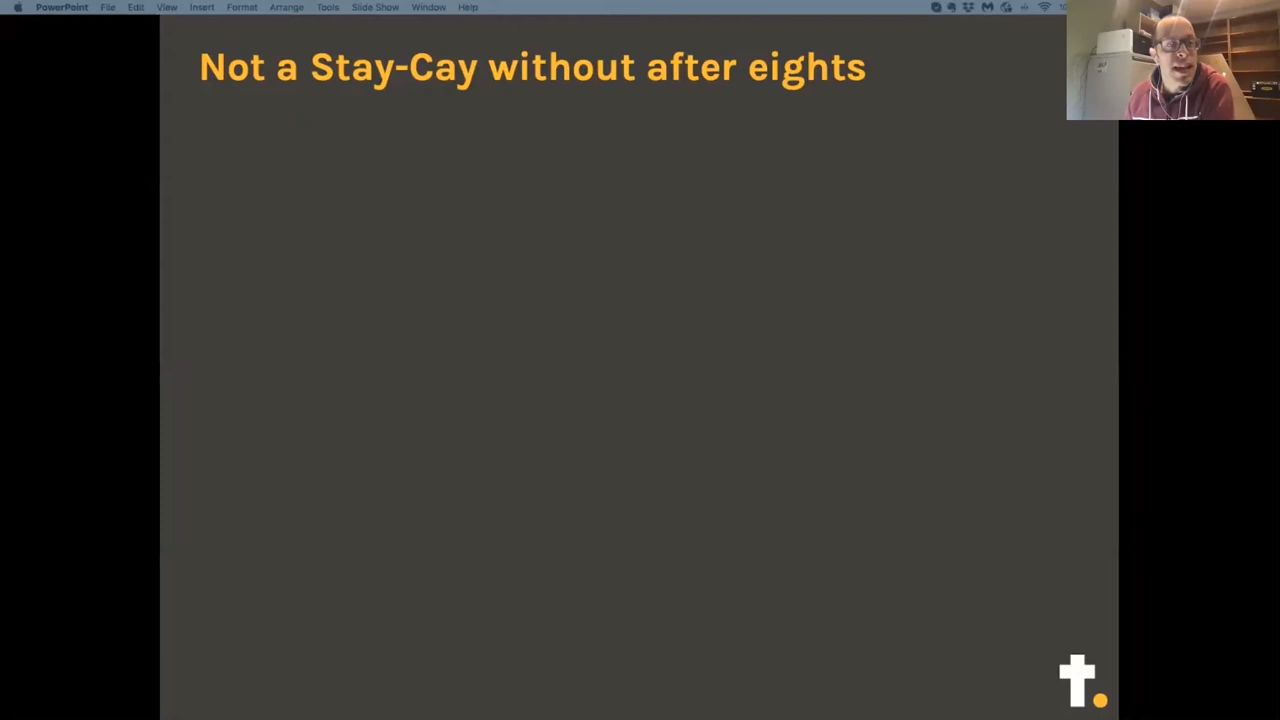 PowerPoint File Edit View Insert Format Arrange Tools Slide Show Window Help
Not a Stay-Cay without after eights
t.